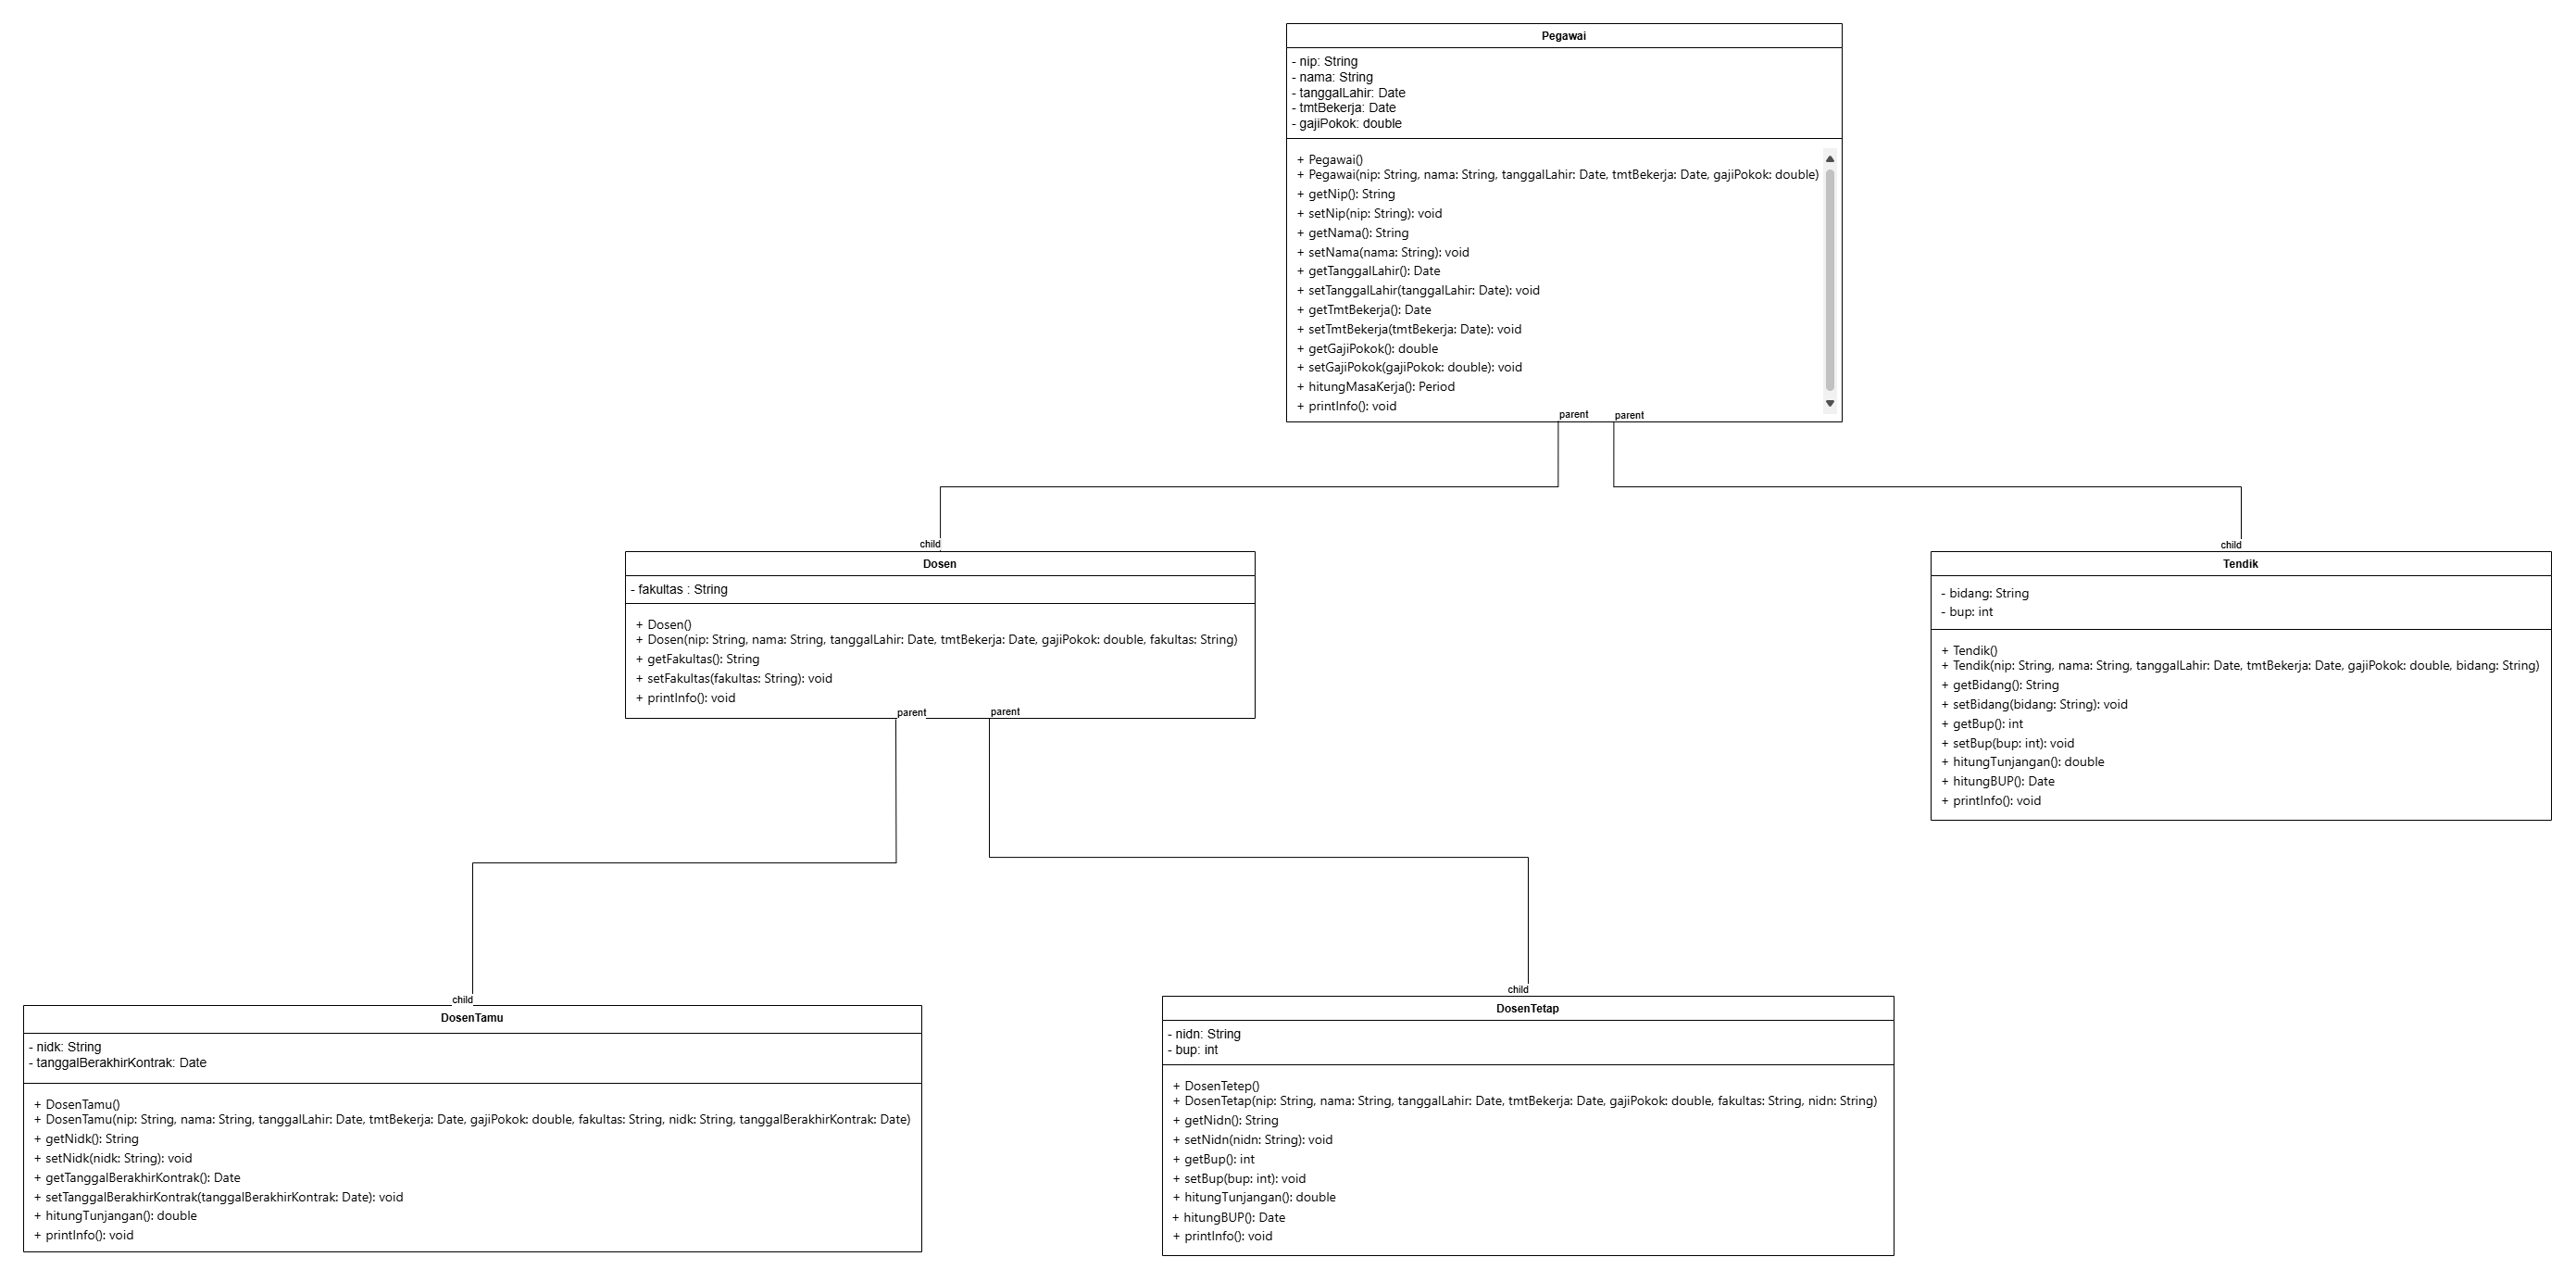 Pegawai
- nip: String
- nama: String
- tanggalLahir: Date
- tmtBekerja: Date
- gajiPokok: double
+ Pegawai()
+ Pegawai(nip: String, nama: String, tanggalLahir: Date, tmtBekerja: Date, gajiPokok: double)
+ getNip(): String
+ setNip(nip: String): void
+ getNama(): String
+ setNama(nama: String): void
+ getTanggalLahir(): Date
+ setTanggalLahir(tanggalLahir: Date): void
+ getTmtBekerja(): Date
+ setTmtBekerja(tmtBekerja: Date): void
+ getGajiPokok(): double
+ setGajiPokok(gajiPokok: double): void
+ hitungMasaKerja(): Period
+ printInfo(): void
parent
parent
child
Dosen
- fakultas : String
+ Dosen()
+ Dosen(nip: String, nama: String, tanggalLahir: Date, tmtBekerja: Date, gajiPokok: double, fakultas: String)
+ getFakultas(): String
+ setFakultas(fakultas: String): void
+ printInfo(): void
parent
parent
child
Tendik
- bidang: String
- bup: int
+ Tendik()
+ Tendik(nip: String, nama: String, tanggalLahir: Date, tmtBekerja: Date, gajiPokok: double, bidang: String)
+ getBidang(): String
+ setBidang(bidang: String): void
+ getBup(): int
+ setBup(bup: int): void
+ hitungTunjangan(): double
+ hitungBUP(): Date
+ printInfo(): void
child
DosenTamu
- nidk: String
- tanggalBerakhirKontrak: Date
+ DosenTamu()
+ DosenTamu(nip: String, nama: String, tanggalLahir: Date, tmtBekerja: Date, gajiPokok: double, fakultas: String, nidk: String, tanggalBerakhirKontrak: Date)
+ getNidk(): String
+ setNidk(nidk: String): void
+ getTanggalBerakhirKontrak(): Date
+ setTanggalBerakhirKontrak(tanggalBerakhirKontrak: Date): void
+ hitungTunjangan(): double
+ printInfo(): void
child
DosenTetap
- nidn: String
- bup: int
+ DosenTetep()
+ DosenTetap(nip: String, nama: String, tanggalLahir: Date, tmtBekerja: Date, gajiPokok: double, fakultas: String, nidn: String)
+ getNidn(): String
+ setNidn(nidn: String): void
+ getBup(): int
+ setBup(bup: int): void
+ hitungTunjangan(): double
+ hitungBUP(): Date
+ printInfo(): void